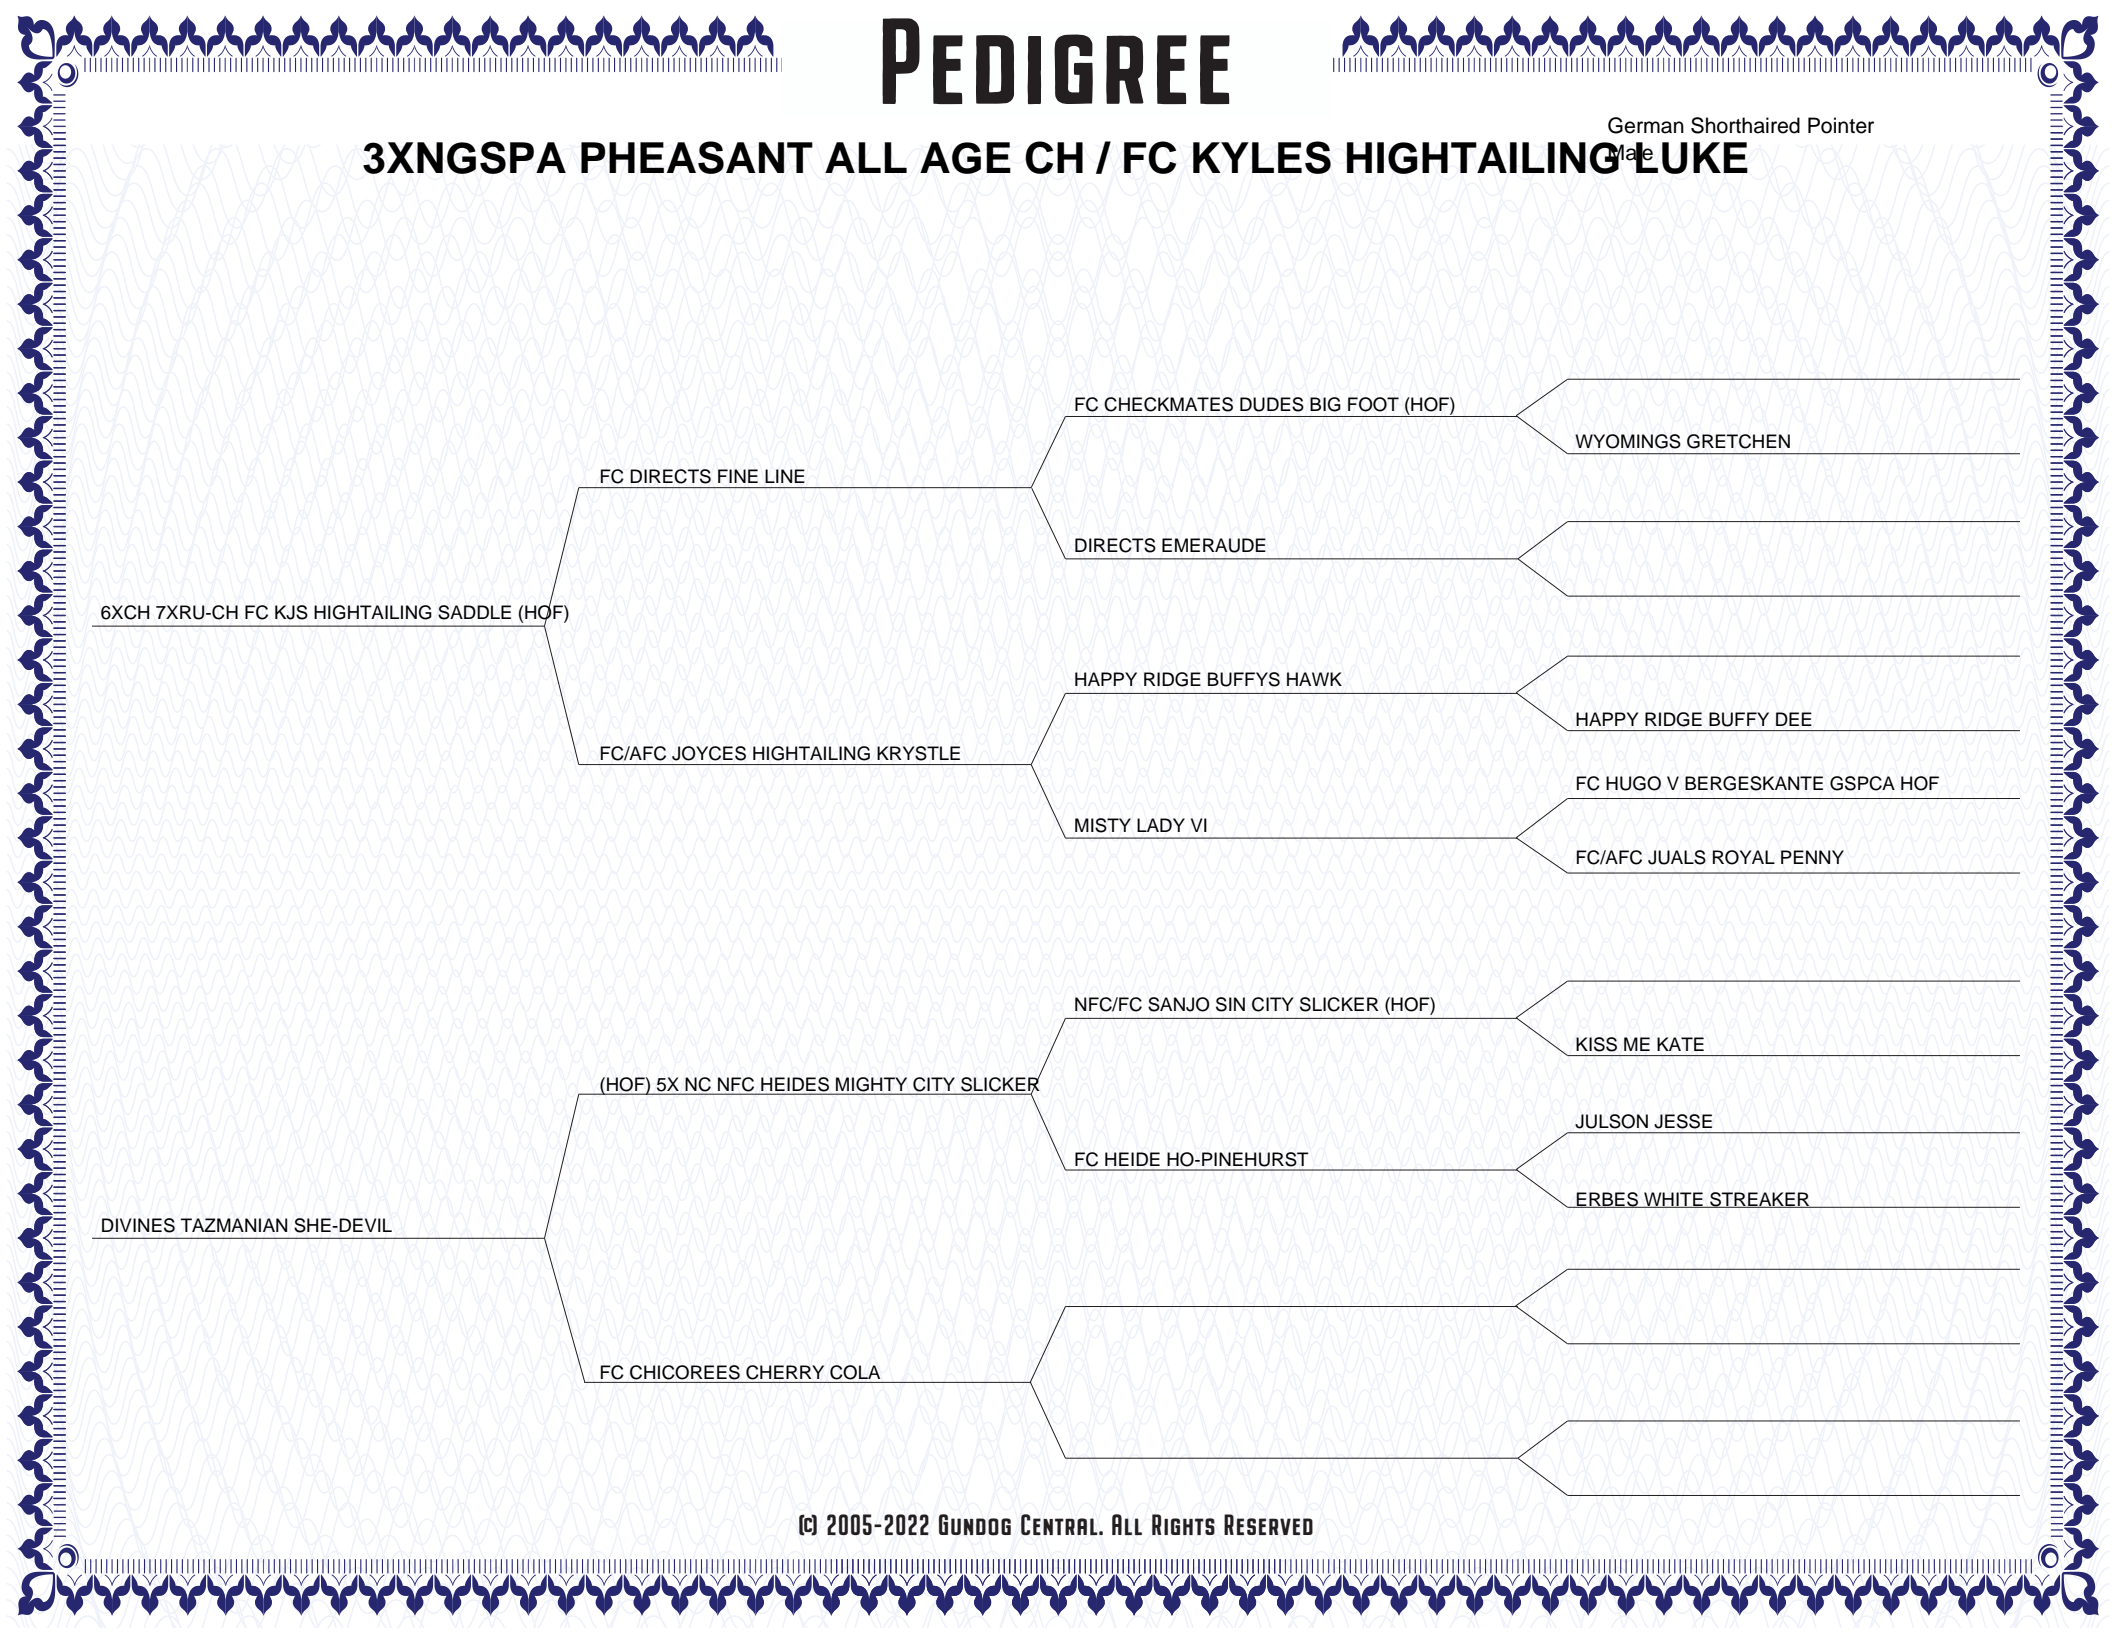 PEDIGREE
German Shorthaired Pointer
Male
3XNGSPA PHEASANT ALL AGE CH / FC KYLES HIGHTAILING LUKE
FC CHECKMATES DUDES BIG FOOT (HOF)
WYOMINGS GRETCHEN
FC DIRECTS FINE LINE
DIRECTS EMERAUDE
6XCH 7XRU-CH FC KJS HIGHTAILING SADDLE (HOF)
HAPPY RIDGE BUFFYS HAWK
HAPPY RIDGE BUFFY DEE
FC/AFC JOYCES HIGHTAILING KRYSTLE
FC HUGO V BERGESKANTE GSPCA HOF
MISTY LADY VI
FC/AFC JUALS ROYAL PENNY
NFC/FC SANJO SIN CITY SLICKER (HOF)
KISS ME KATE
(HOF) 5X NC NFC HEIDES MIGHTY CITY SLICKER
JULSON JESSE
FC HEIDE HO-PINEHURST
ERBES WHITE STREAKER
DIVINES TAZMANIAN SHE-DEVIL
FC CHICOREES CHERRY COLA
(C) 2005-2022 GUNDOG CENTRAL. ALL RIGHTS RESERVED